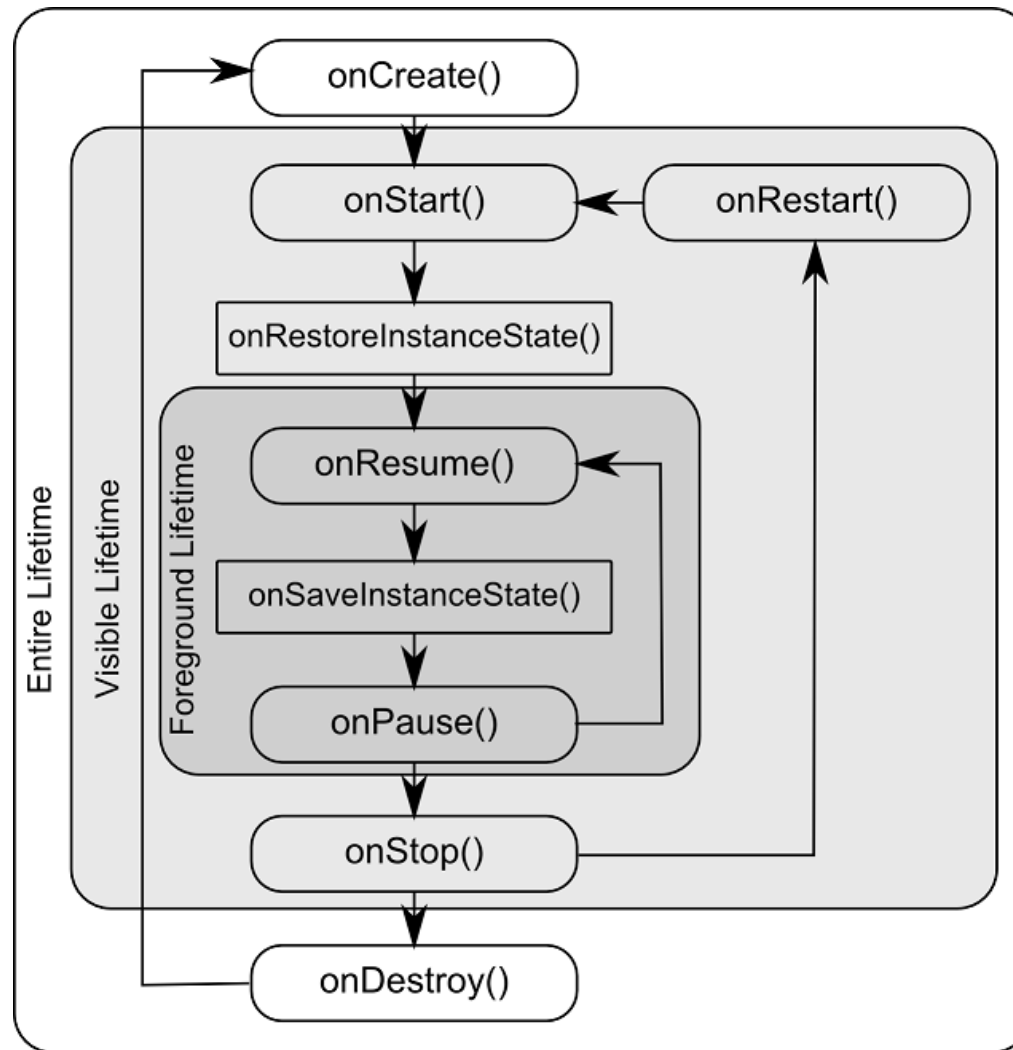 onCreate()
onStart()
onRestart()
onRestoreInstanceState()
onResume()
onSaveInstanceState()
onPause()
onStop()
onDestroy()
Entire Lifetime
Visible Lifetime
Foreground Lifetime